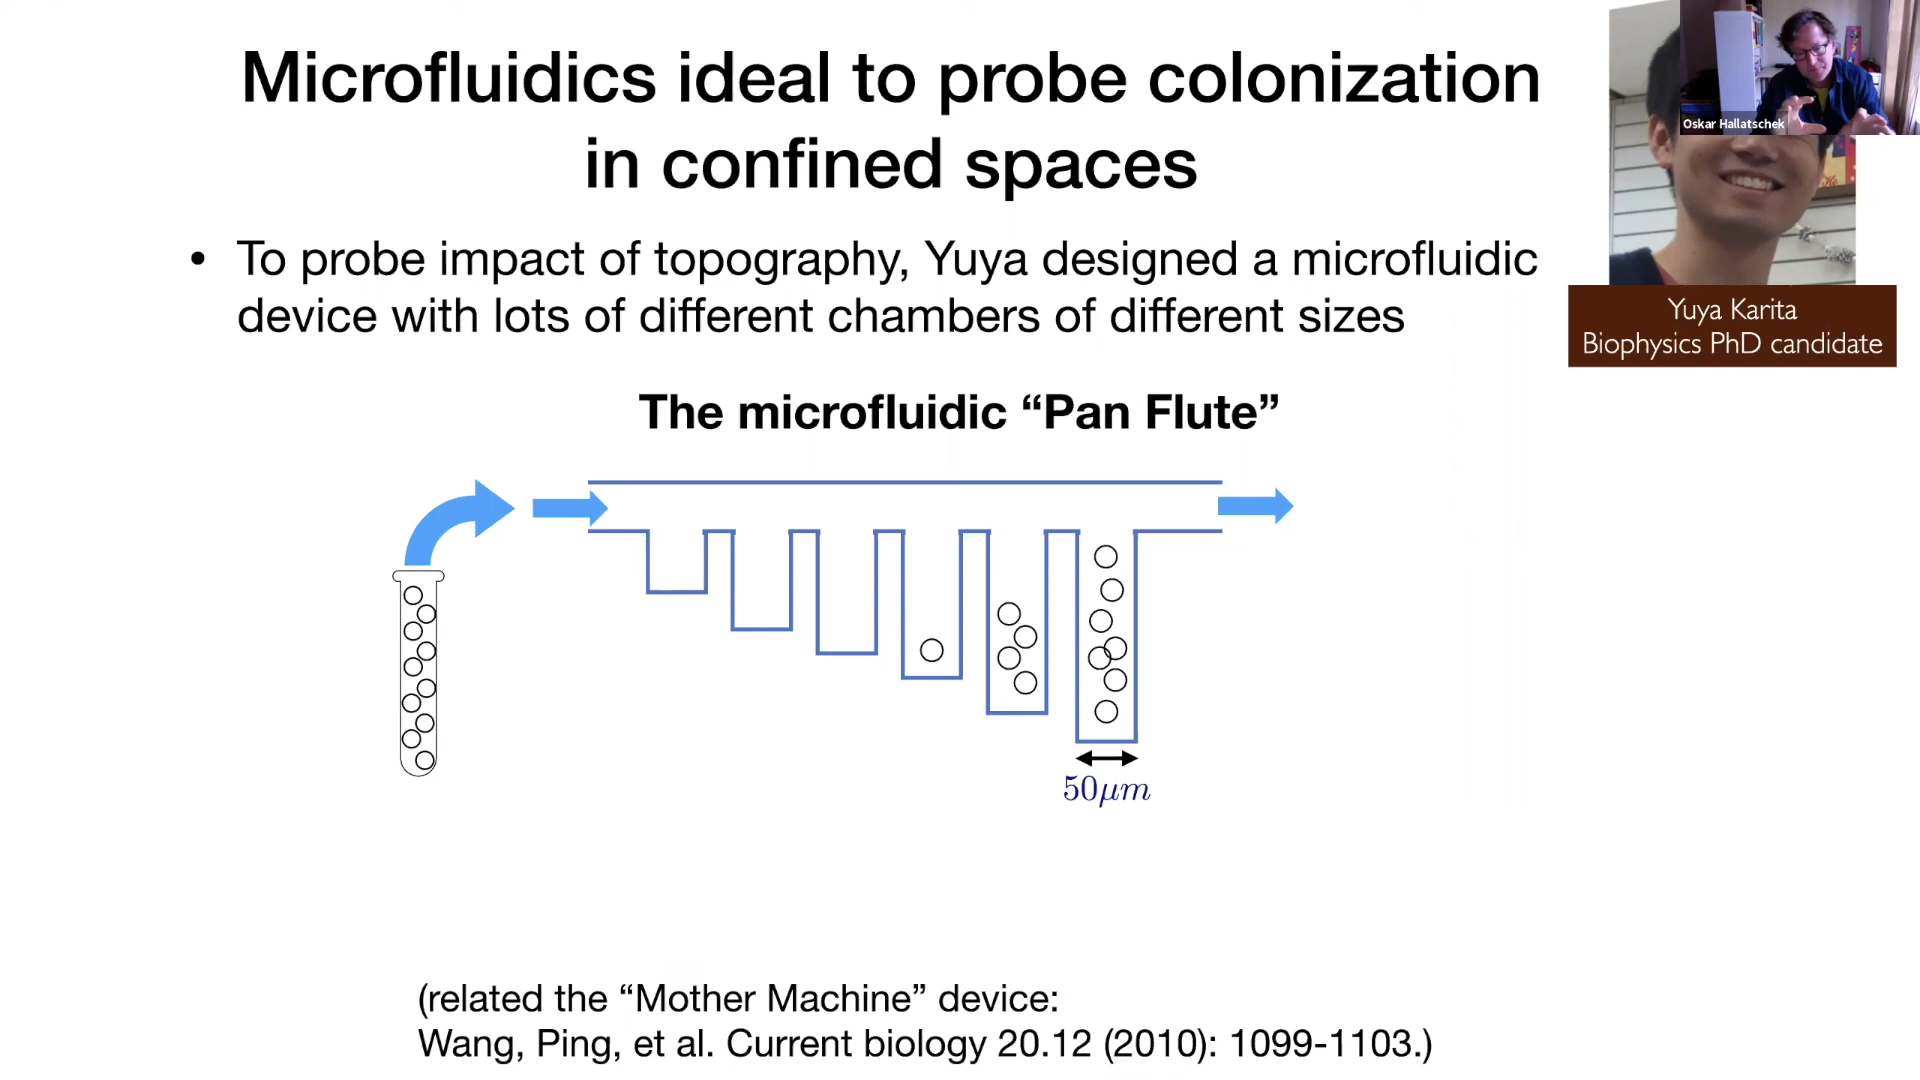 Microfluidics ideal to probe colonization
in confined spaces
Oskar Hallatschek
• To probe impact of topography, Yuya designed a microfluidic
device with lots of different chambers of different sizes
Yuya Karita
Biophysics PhD candidate
The microfluidic “Pan Flute”
50μm
(related the “Mother Machine” device:
Wang, Ping, et al. Current biology 20.12 (2010): 1099-1103.)